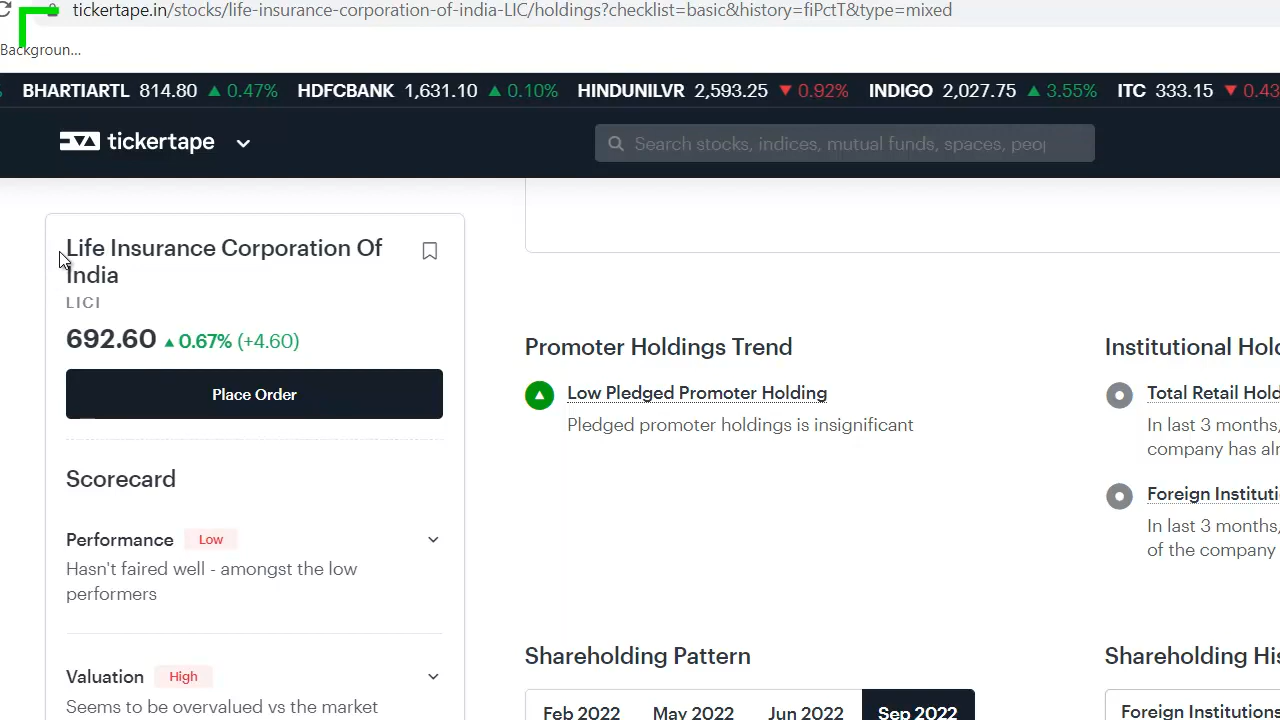 tickertape.in/stocks/life-insurance-corporation-of-india-LIC/holdings?checklist=basic&history=fiPctT&type=mixed
Backgroun...
% BHARTIARTL 814.80 ▲ 0.47% HDFCBANK 1,631.10 ▲ 0.10% HINDUNILVR 2,593.25 ▼ 0.92% INDIGO 2,027.75 ▲ 3.55% ITC 333.15 ▼ 0.43
tickertape
Search stocks, indices, mutual funds, spaces, peo
Life Insurance Corporation Of
India
LICI
692.60 ▲ 0.67% (+4.60)
Place Order
Scorecard
Performance Low
Hasn't faired well - amongst the low
performers
Valuation High
Seems to be overvalued vs the market
Promoter Holdings Trend
Low Pledged Promoter Holding
Pledged promoter holdings is insignificant
Institutional Hol
Total Retail Hold
In last 3 months,
company has alr
Foreign Instituti
In last 3 months,
of the company
Shareholding Pattern
Feb 2022 May 2022 Jun 2022 Sep 2022
Shareholding His
Foreign Institutions